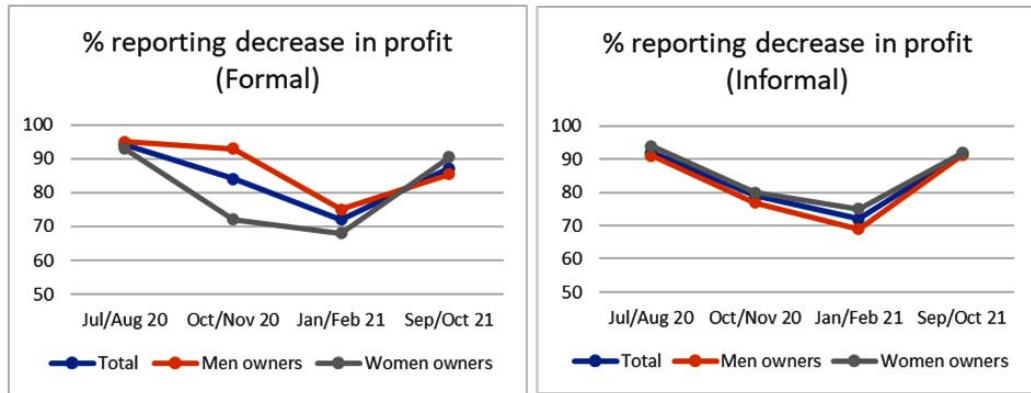 % reporting decrease in profit
(Formal)
100
90
80
70
60
50
Jul/Aug 20 Oct/Nov 20 Jan/Feb 21 Sep/Oct 21
Total Men owners Women owners
% reporting decrease in profit
(Informal)
100
90
80
70
60
50
Jul/Aug 20 Oct/Nov 20 Jan/Feb 21 Sep/Oct 21
Total Men owners Women owners